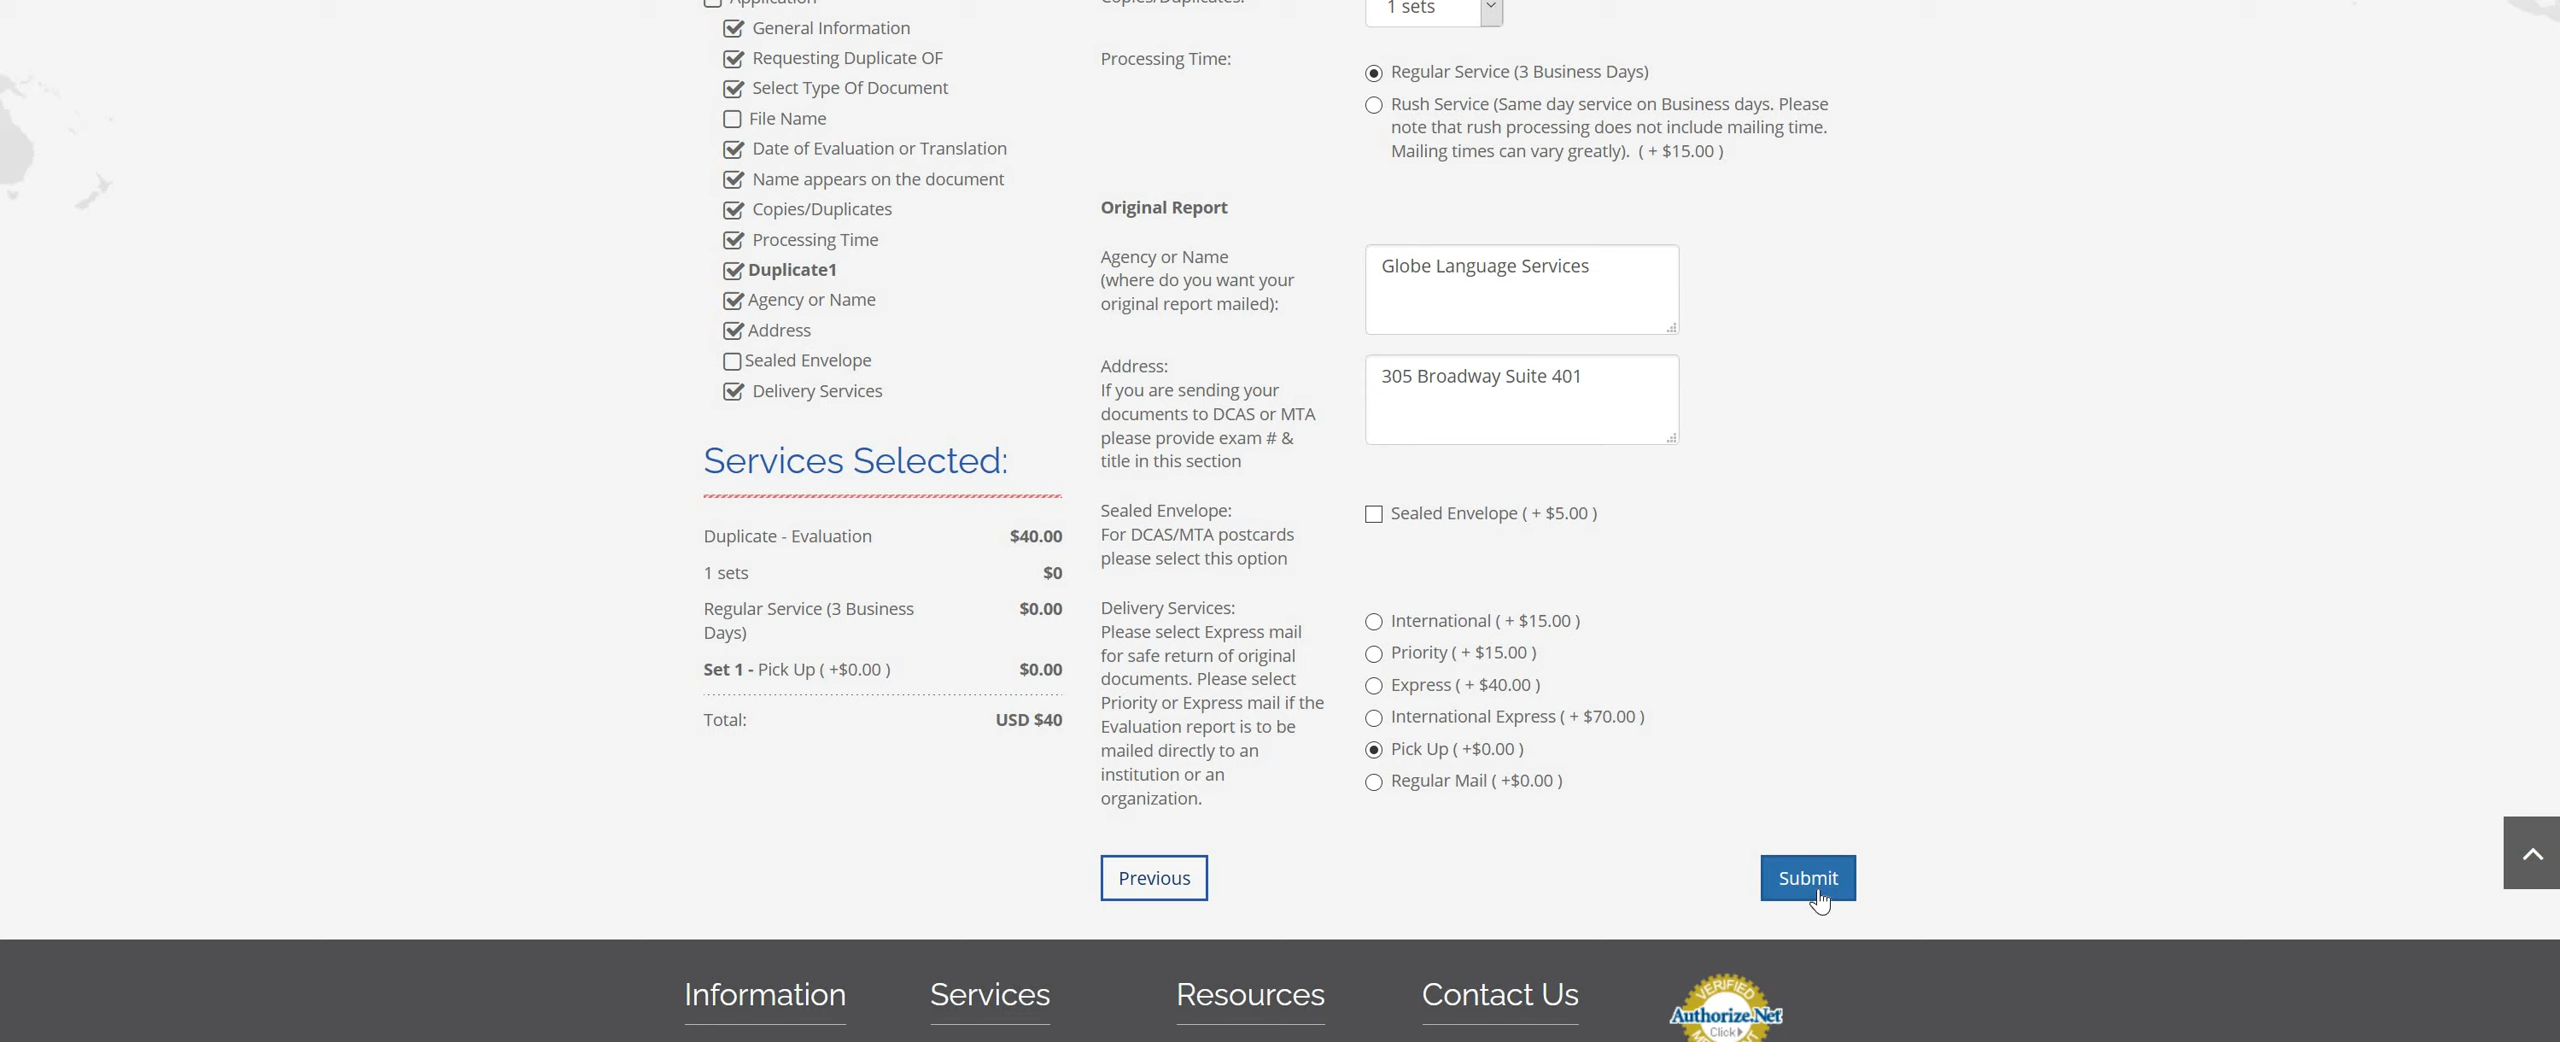 Application
General Information
Requesting Duplicate OF
Select Type Of Document
File Name
Date of Evaluation or Translation
Name appears on the document
Copies/Duplicates
Processing Time
Duplicate1
Agency or Name
Address
Sealed Envelope
Delivery Services
Services Selected:
Duplicate - Evaluation $40.00
1 sets $0
Regular Service (3 Business $0.00
Days)
Set 1 - Pick Up ( +$0.00 ) $0.00
Total: USD $40
Copies/Duplicates:
1 sets
Processing Time:
Regular Service (3 Business Days)
Rush Service (Same day service on Business days. Please
note that rush processing does not include mailing time.
Mailing times can vary greatly). ( + $15.00 )
Original Report
Agency or Name
(where do you want your
original report mailed):
Globe Language Services
Address:
If you are sending your
documents to DCAS or MTA
please provide exam # &
title in this section
305 Broadway Suite 401
Sealed Envelope:
For DCAS/MTA postcards
please select this option
Sealed Envelope ( + $5.00 )
Delivery Services:
Please select Express mail
for safe return of original
documents. Please select
Priority or Express mail if the
Evaluation report is to be
mailed directly to an
institution or an
organization.
International ( + $15.00 )
Priority ( + $15.00 )
Express ( + $40.00 )
International Express ( + $70.00 )
Pick Up ( +$0.00 )
Regular Mail ( +$0.00 )
Previous
Submit
Information
Services
Resources
Contact Us
VERIFIED
Authorize.Net
Click